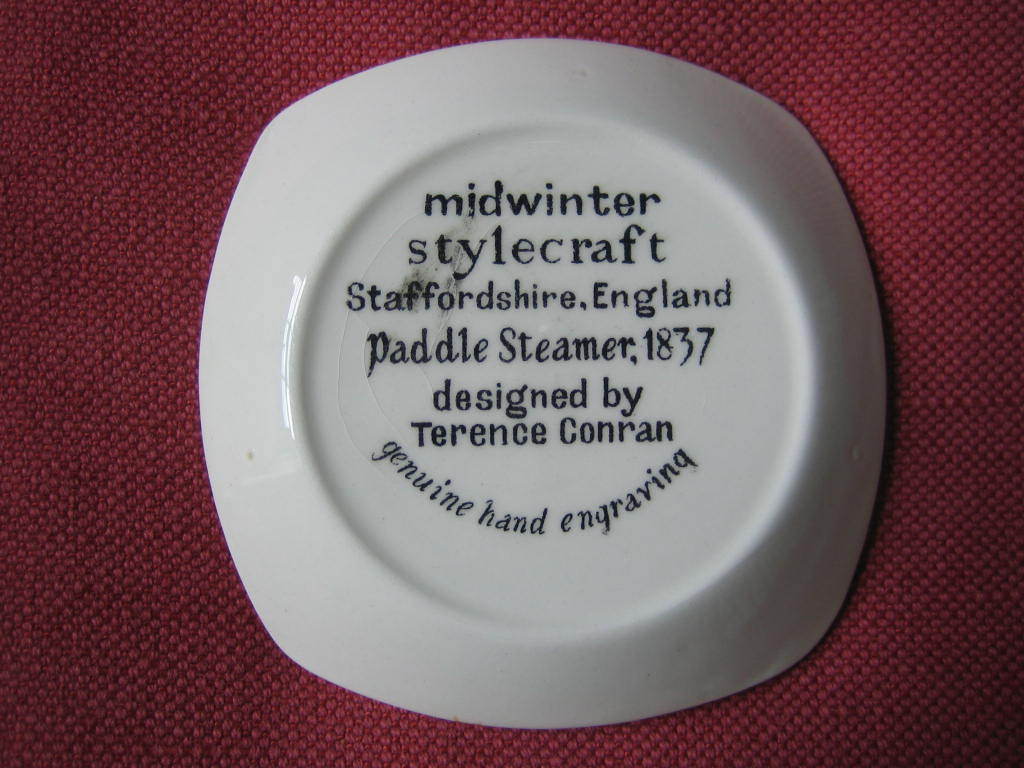 midwinter
stylecraft
Staffordshire, England
Paddle Steamer, 1837
designed by
Terence Conran
genuine hand engraving